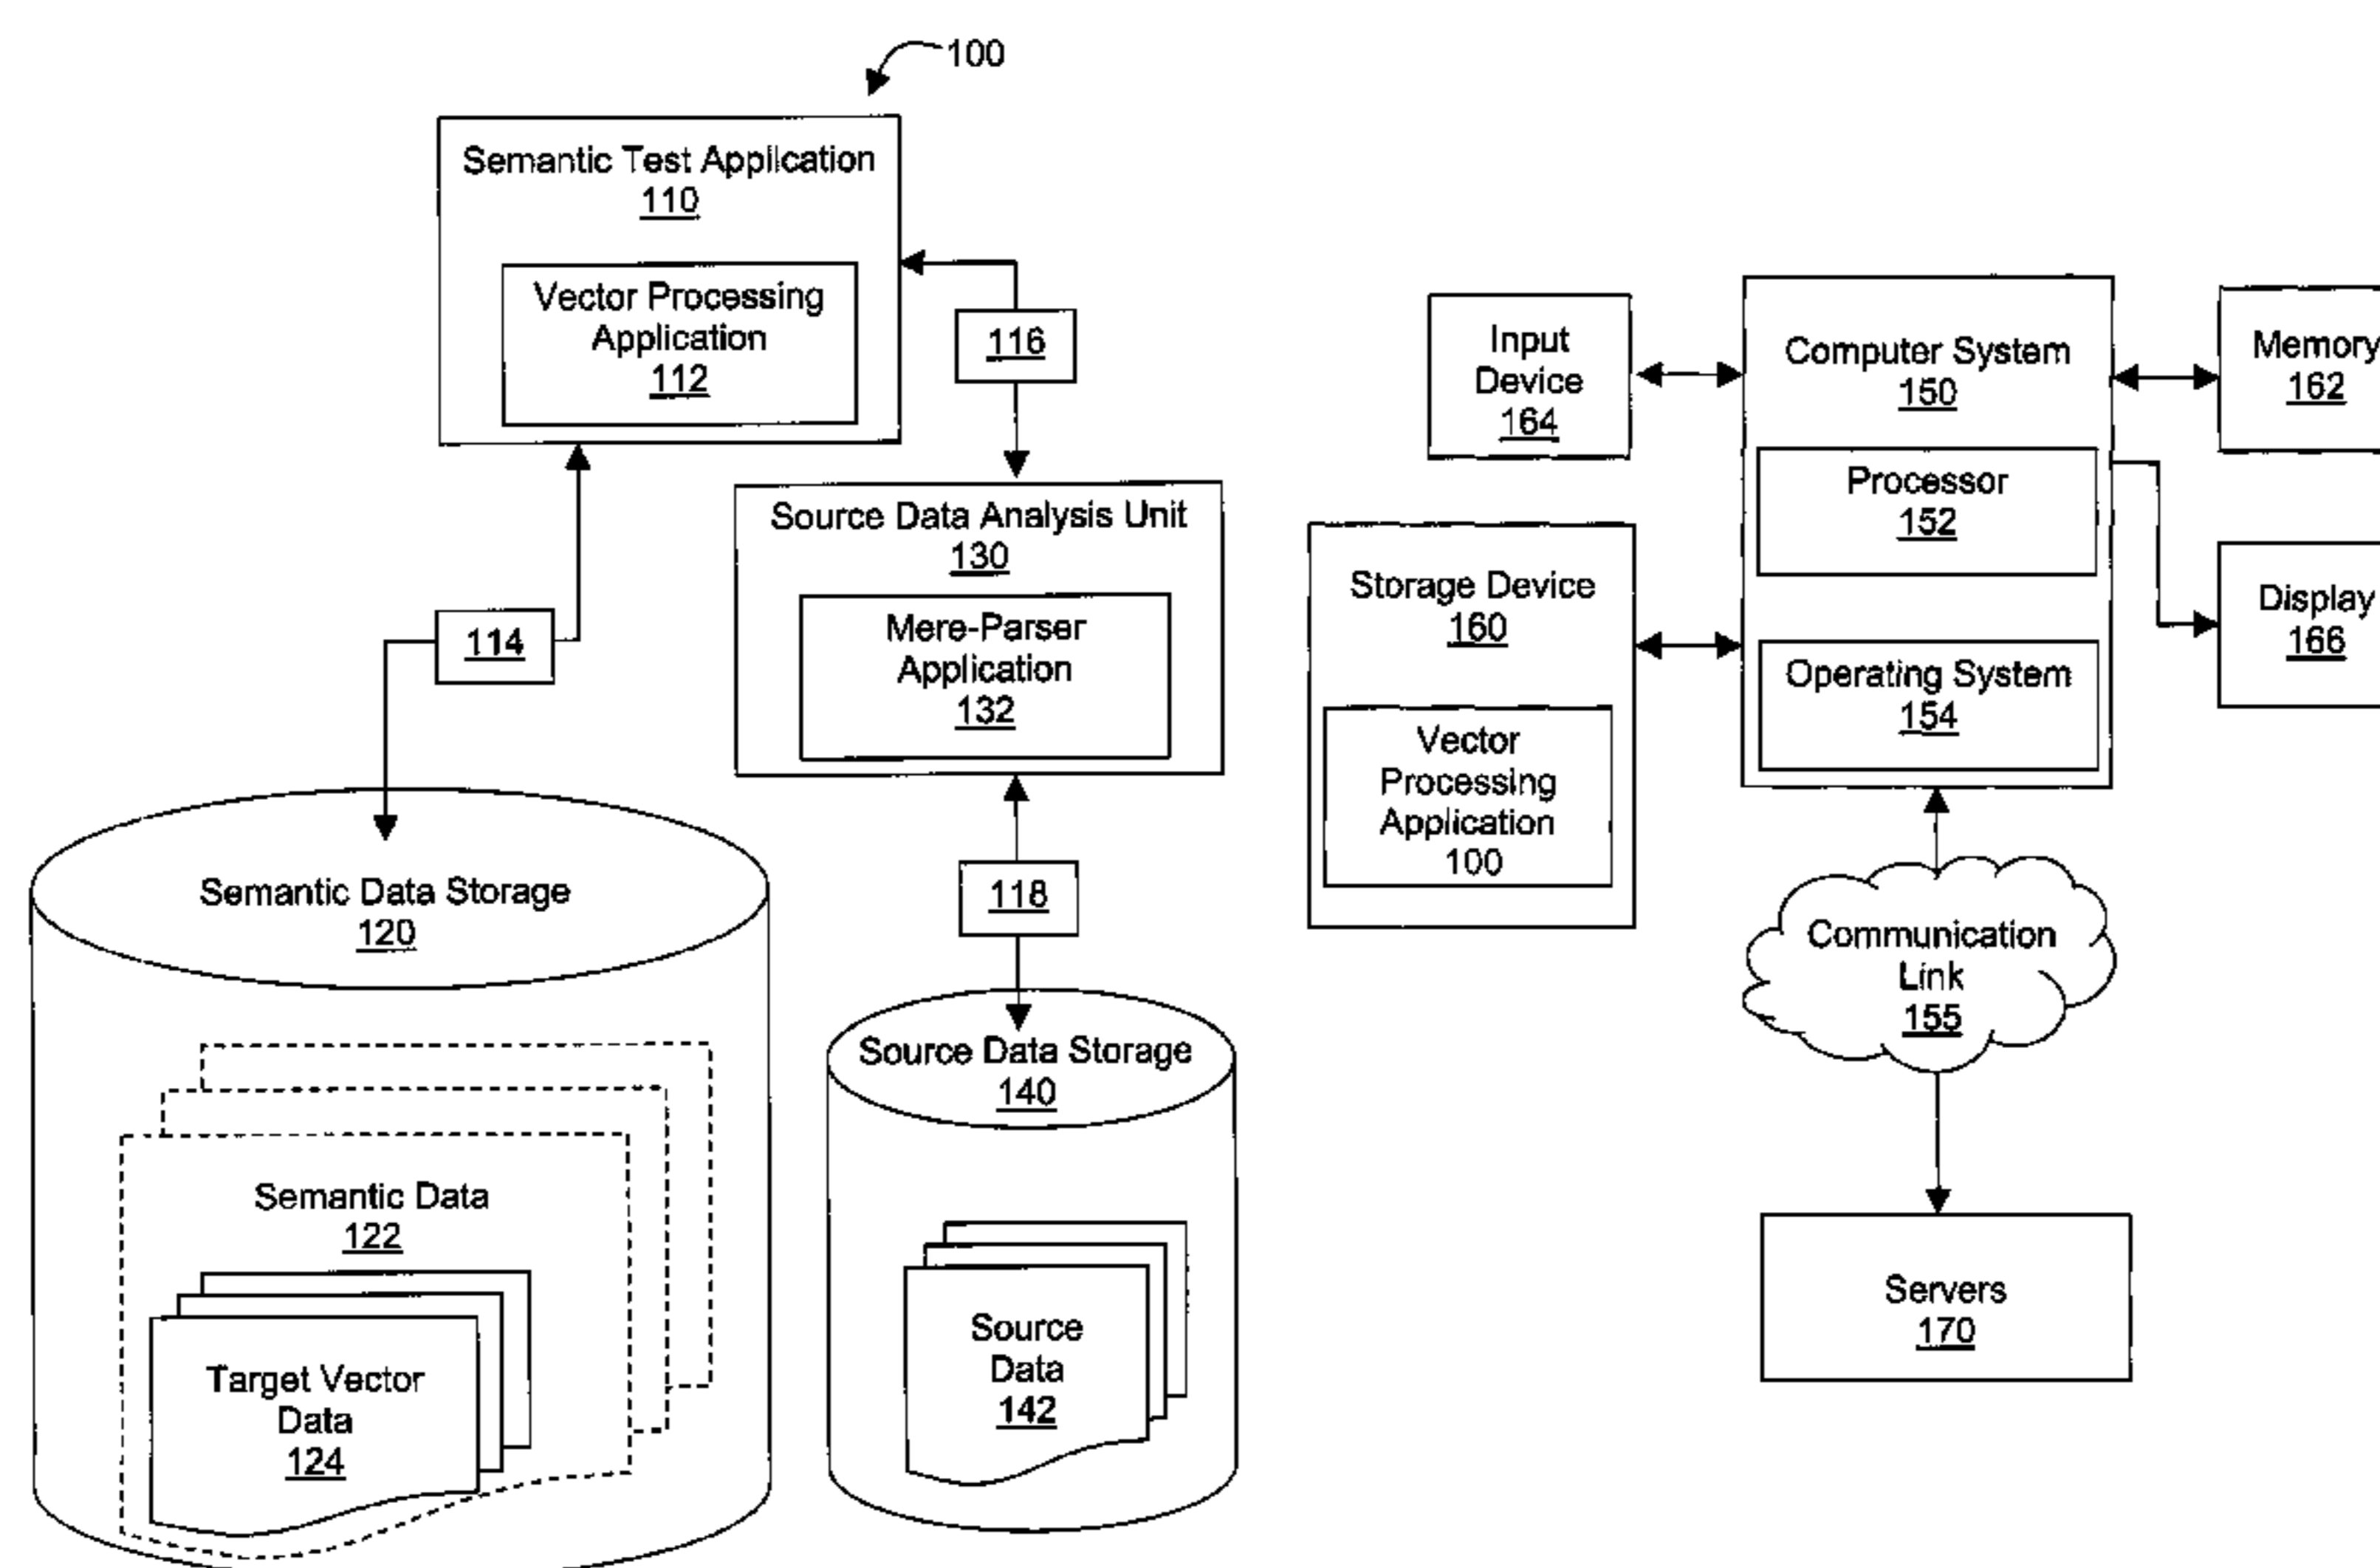 100
Semantic Test Application
110
Vector Processing
Application
112
116
114
Source Data Analysis Unit
130
Mere-Parser
Application
132
118
Semantic Data Storage
120
Semantic Data
122
Target Vector
Data
124
Source Data Storage
140
Source
Data
142
Input
Device
164
Computer System
150
Processor
152
Operating System
154
Memory
162
Display
166
Storage Device
160
Vector
Processing
Application
100
Communication
Link
155
Servers
170